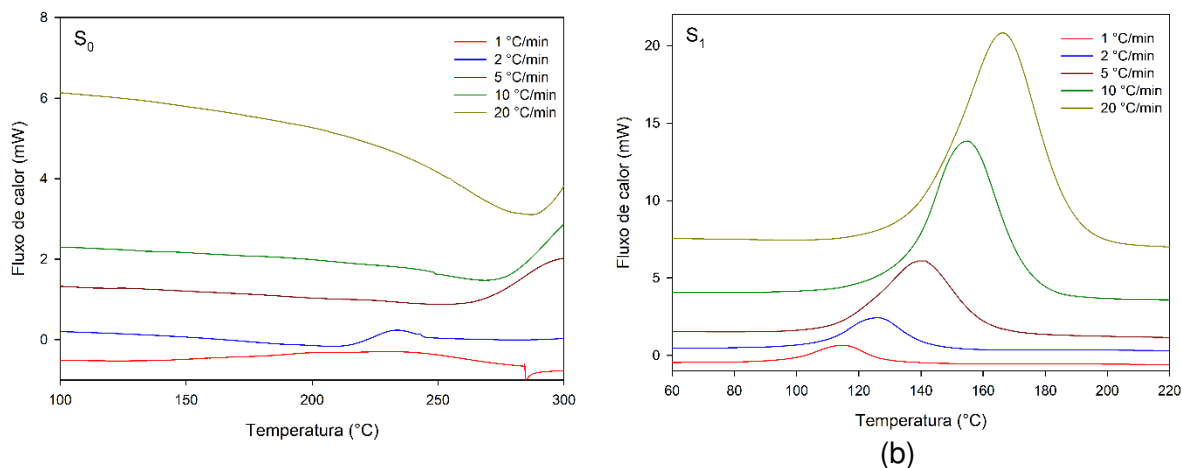 S0
1 °C/min
2 °C/min
5 °C/min
10 °C/min
20 °C/min
8
6
4
2
0
Fluxo de calor (mW)
100
150
200
250
300
Temperatura (°C)
S1
1 °C/min
2 °C/min
5 °C/min
10 °C/min
20 °C/min
20
15
10
5
0
Fluxo de calor (mW)
60
80
100
120
140
160
180
200
220
Temperatura (°C)
(b)